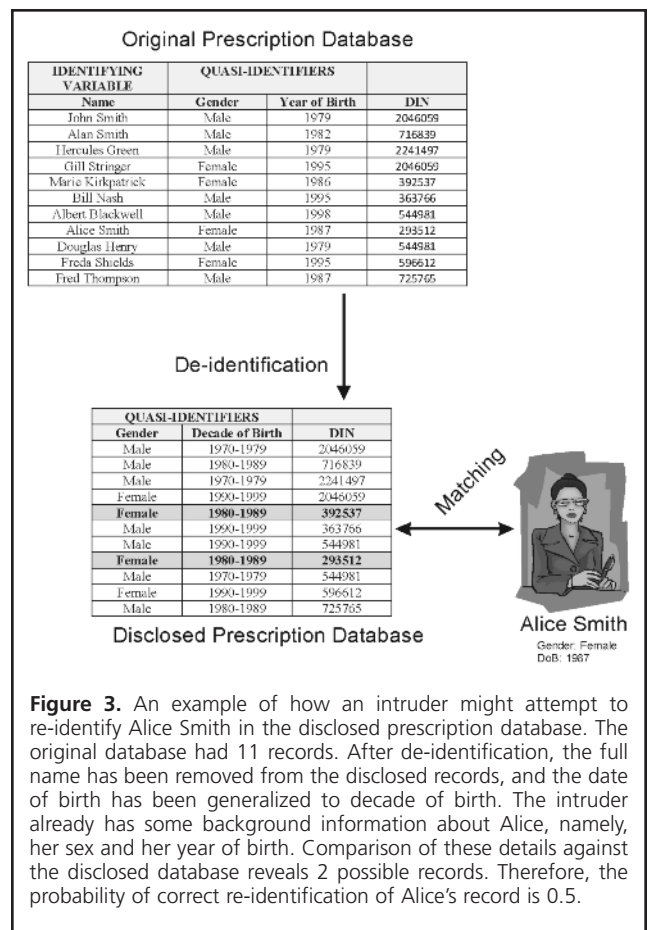 Original Prescription Database
IDENTIFYING VARIABLE QUASI-IDENTIFIERS
Name Gender Year of Birth DIN
John Smith Male 1979 2046059
Alan Smith Male 1982 716839
Hercules Green Male 1979 2241497
Gill Stringer Female 1995 2046059
Marie Kirkpatrick Female 1986 392537
Bill Nash Male 1995 363766
Albert Blackwell Male 1998 544981
Alice Smith Female 1987 293512
Douglas Henry Male 1979 544981
Freda Shields Female 1995 596612
Fred Thompson Male 1987 725765
De-identification
QUASI-IDENTIFIERS
Gender Decade of Birth DIN
Male 1970-1979 2046059
Male 1980-1989 716839
Male 1970-1979 2241497
Female 1990-1999 2046059
Female 1980-1989 392537
Male 1990-1999 363766
Male 1990-1999 544981
Female 1980-1989 293512
Male 1970-1979 544981
Female 1990-1999 596612
Male 1980-1989 725765
Disclosed Prescription Database
Matching
Alice Smith
Gender: Female
DoB: 1987
Figure 3. An example of how an intruder might attempt to
re-identify Alice Smith in the disclosed prescription database. The
original database had 11 records. After de-identification, the full
name has been removed from the disclosed records, and the date
of birth has been generalized to decade of birth. The intruder
already has some background information about Alice, namely,
her sex and her year of birth. Comparison of these details against
the disclosed database reveals 2 possible records. Therefore, the
probability of correct re-identification of Alice's record is 0.5.